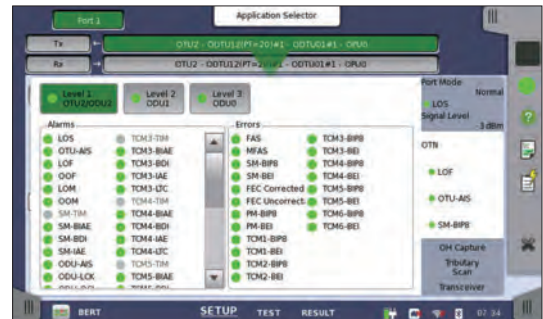 Port 1
Application Selector
Tx
OTU2 - ODTU12(PT=20)#1 - ODTU01#1 - OPU0
Rx
OTU2 - ODTU12(PT=20)#1 - ODTU01#1 - OPU0
Level 1
OTU2/ODU2
Level 2
ODU1
Level 3
ODU0
Port Mode
Normal
LOS
Signal Level
-3 dBm
Alarms
LOS
OTU-AIS
LOF
OOF
LOM
OOM
SM-TIM
SM-BIAE
SM-BDI
SM-IAE
ODU-AIS
ODU-LCK
TCM3-TIM
TCM3-BIAE
TCM3-BDI
TCM3-IAE
TCM3-LTC
TCM4-TIM
TCM4-BIAE
TCM4-BDI
TCM4-IAE
TCM4-LTC
TCM5-TIM
TCM5-BIAE
Errors
FAS
MFAS
SM-BIP8
SM-BEI
FEC Corrected
FEC Uncorrect.
PM-BIP8
PM-BEI
TCM1-BIP8
TCM1-BEI
TCM2-BIP8
TCM2-BEI
TCM3-BIP8
TCM3-BEI
TCM4-BIP8
TCM4-BEI
TCM5-BIP8
TCM5-BEI
TCM6-BIP8
TCM6-BEI
OTN
LOF
OTU-AIS
SM-BIP8
OH Capture
Tributary
Scan
Transceiver
BERT
SETUP
TEST
RESULT
07:34